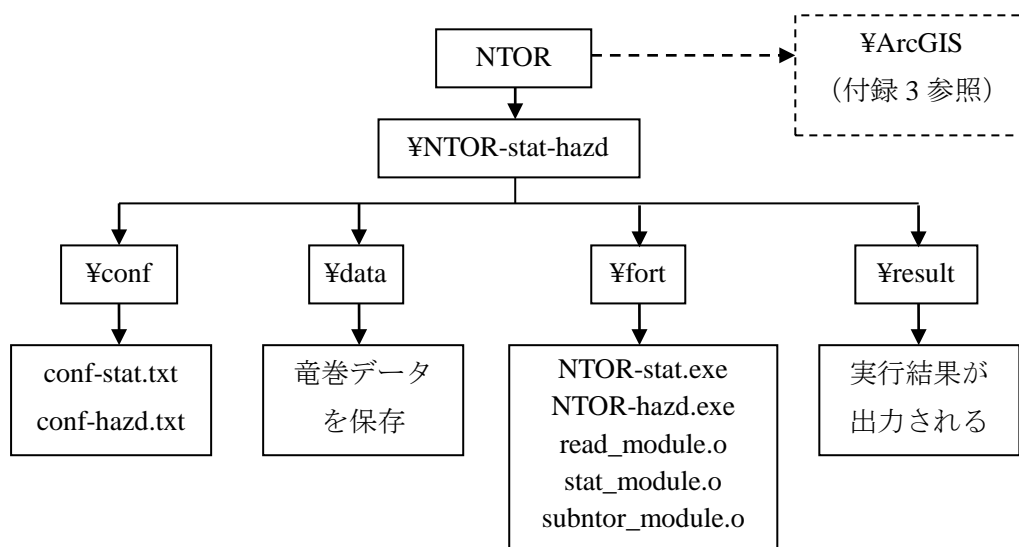 NTOR
¥ArcGIS
（付録 3 参照）
¥NTOR-stat-hazd
¥conf
¥data
¥fort
¥result
conf-stat.txt
conf-hazd.txt
竜巻データ
を保存
NTOR-stat.exe
NTOR-hazd.exe
read_module.o
stat_module.o
subntor_module.o
実行結果が
出力される